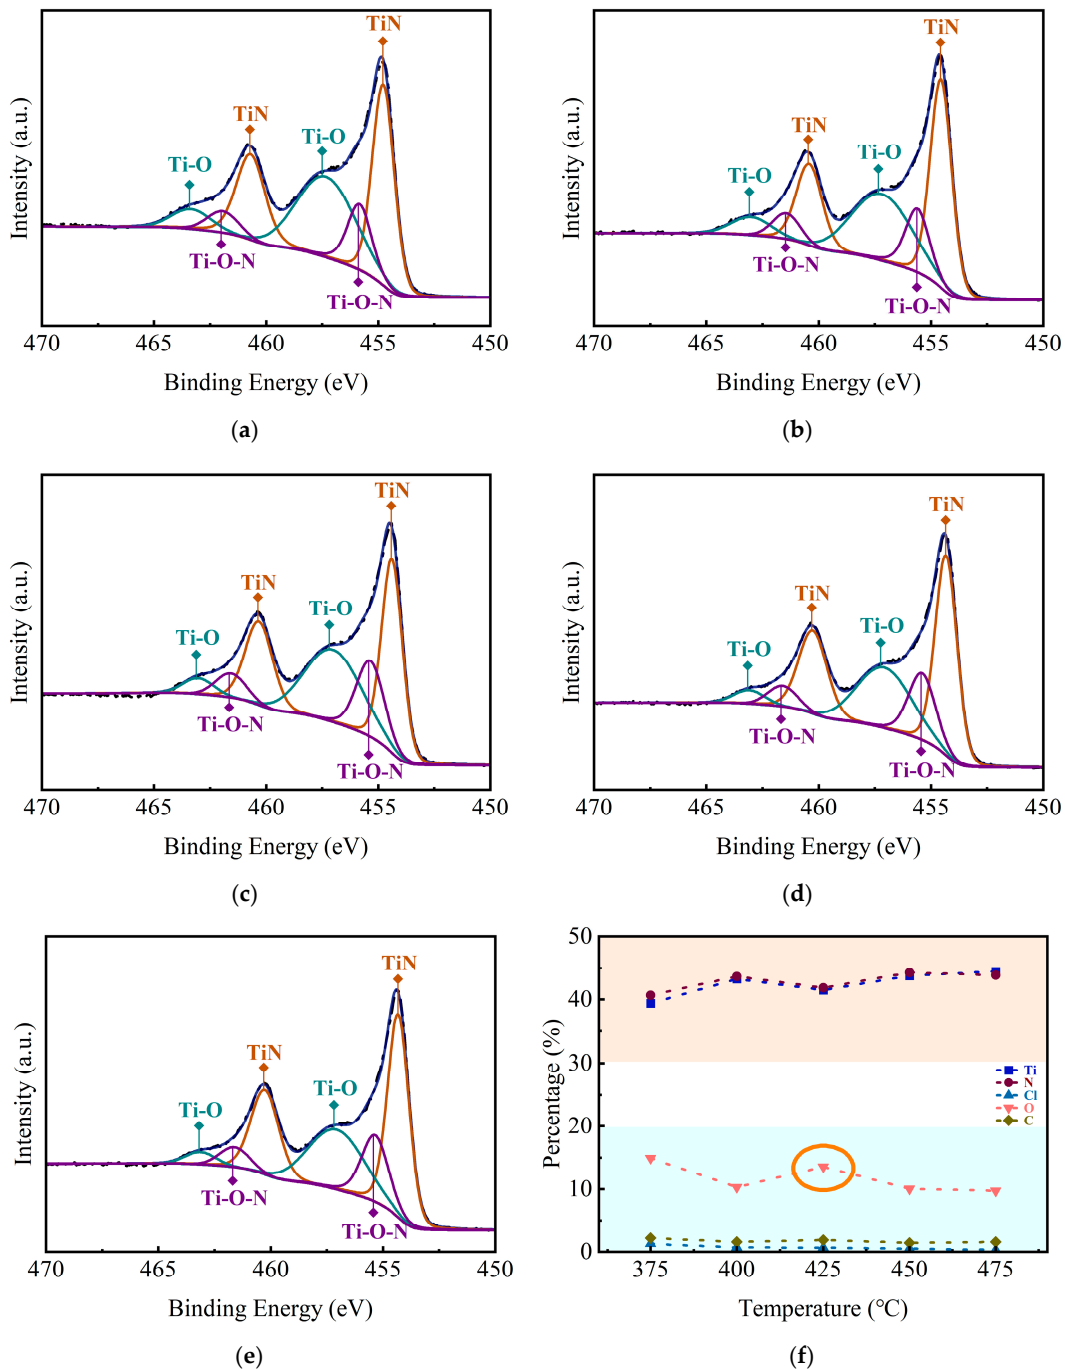 TiN
TiN
Ti-O
Ti-O
Ti-O-N
Ti-O-N
Intensity (a.u.)
470
465
460
455
450
Binding Energy (eV)
(a)
TiN
TiN
Ti-O
Ti-O
Ti-O-N
Ti-O-N
Intensity (a.u.)
470
465
460
455
450
Binding Energy (eV)
(b)
TiN
TiN
Ti-O
Ti-O
Ti-O-N
Ti-O-N
Intensity (a.u.)
470
465
460
455
450
Binding Energy (eV)
(c)
TiN
TiN
Ti-O
Ti-O
Ti-O-N
Ti-O-N
Intensity (a.u.)
470
465
460
455
450
Binding Energy (eV)
(d)
TiN
TiN
Ti-O
Ti-O
Ti-O-N
Ti-O-N
Intensity (a.u.)
470
465
460
455
450
Binding Energy (eV)
(e)
50
40
30
20
10
0
Percentage (%)
Ti
N
Cl
O
C
375
400
425
450
475
Temperature (℃)
(f)